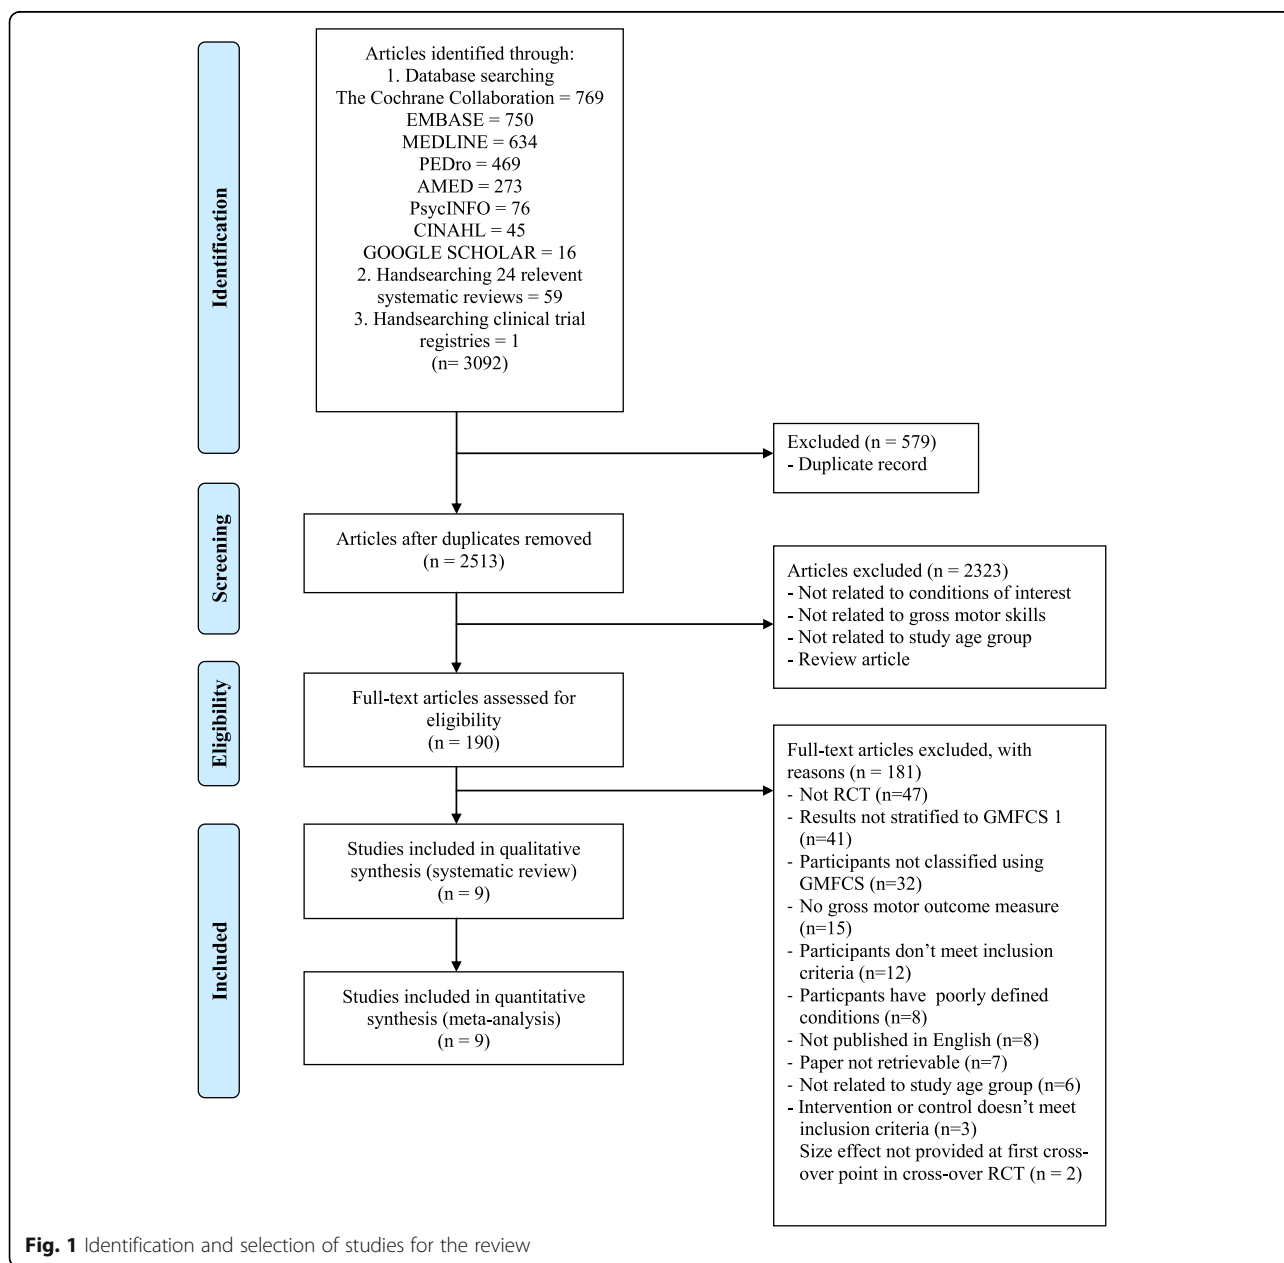 Identification
Articles identified through:
1. Database searching
The Cochrane Collaboration = 769
EMBASE = 750
MEDLINE = 634
PEDro = 469
AMED = 273
PsycINFO = 76
CINAHL = 45
GOOGLE SCHOLAR = 16
2. Handsearching 24 relevent
systematic reviews = 59
3. Handsearching clinical trial
registries = 1
(n= 3092)
Excluded (n = 579)
- Duplicate record
Screening
Articles after duplicates removed
(n = 2513)
Articles excluded (n = 2323)
- Not related to conditions of interest
- Not related to gross motor skills
- Not related to study age group
- Review article
Eligibility
Full-text articles assessed for
eligibility
(n = 190)
Full-text articles excluded, with
reasons (n = 181)
- Not RCT (n=47)
- Results not stratified to GMFCS 1
(n=41)
- Participants not classified using
GMFCS (n=32)
- No gross motor outcome measure
(n=15)
- Participants don't meet inclusion
criteria (n=12)
- Particpants have poorly defined
conditions (n=8)
- Not published in English (n=8)
- Paper not retrievable (n=7)
- Not related to study age group (n=6)
- Intervention or control doesn't meet
inclusion criteria (n=3)
Size effect not provided at first cross-
over point in cross-over RCT (n = 2)
Included
Studies included in qualitative
synthesis (systematic review)
(n = 9)
Studies included in quantitative
synthesis (meta-analysis)
(n = 9)
Fig. 1 Identification and selection of studies for the review